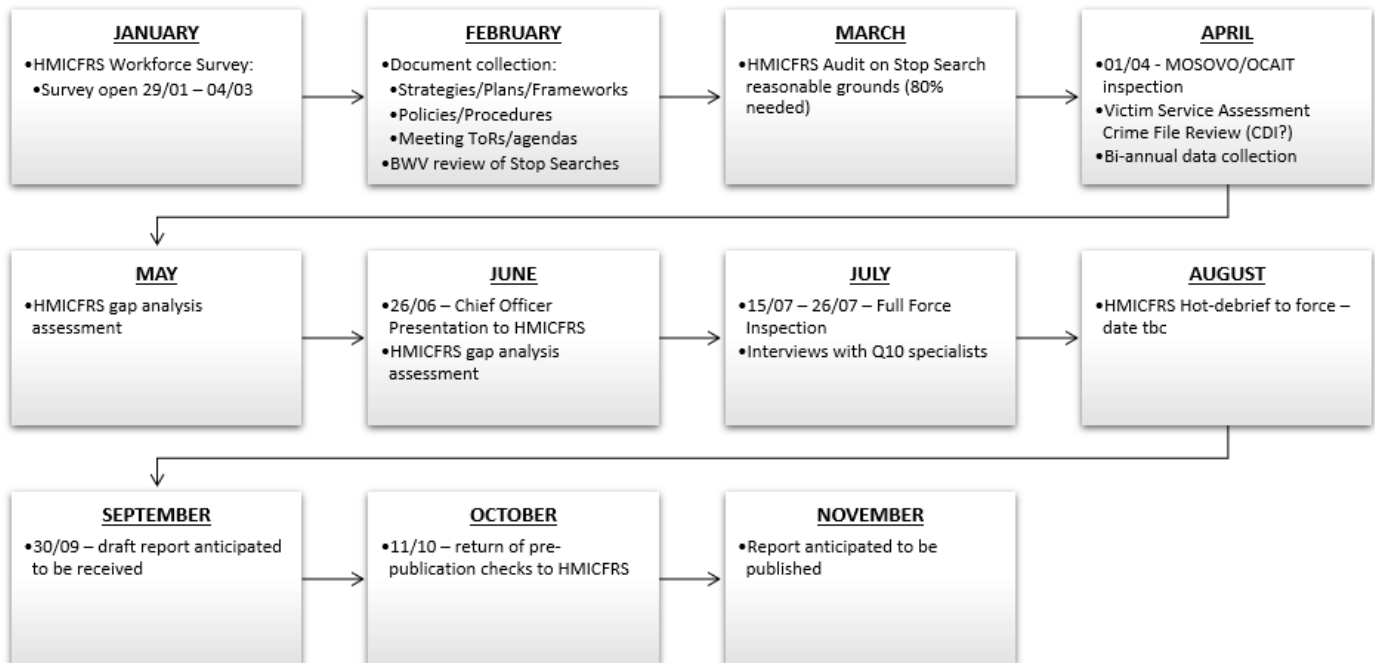 JANUARY
•HMICFRS Workforce Survey:
•Survey open 29/01 – 04/03
FEBRUARY
•Document collection:
•Strategies/Plans/Frameworks
•Policies/Procedures
•Meeting ToRs/agendas
•BWV review of Stop Searches
MARCH
•HMICFRS Audit on Stop Search
reasonable grounds (80%
needed)
APRIL
•01/04 - MOSOVO/OCAIT
inspection
•Victim Service Assessment
Crime File Review (CDI?)
•Bi-annual data collection
MAY
•HMICFRS gap analysis
assessment
JUNE
•26/06 – Chief Officer
Presentation to HMICFRS
•HMICFRS gap analysis
assessment
JULY
•15/07 – 26/07 – Full Force
Inspection
•Interviews with Q10 specialists
AUGUST
•HMICFRS Hot-debrief to force –
date tbc
SEPTEMBER
•30/09 – draft report anticipated
to be received
OCTOBER
•11/10 – return of pre-
publication checks to HMICFRS
NOVEMBER
•Report anticipated to be
published